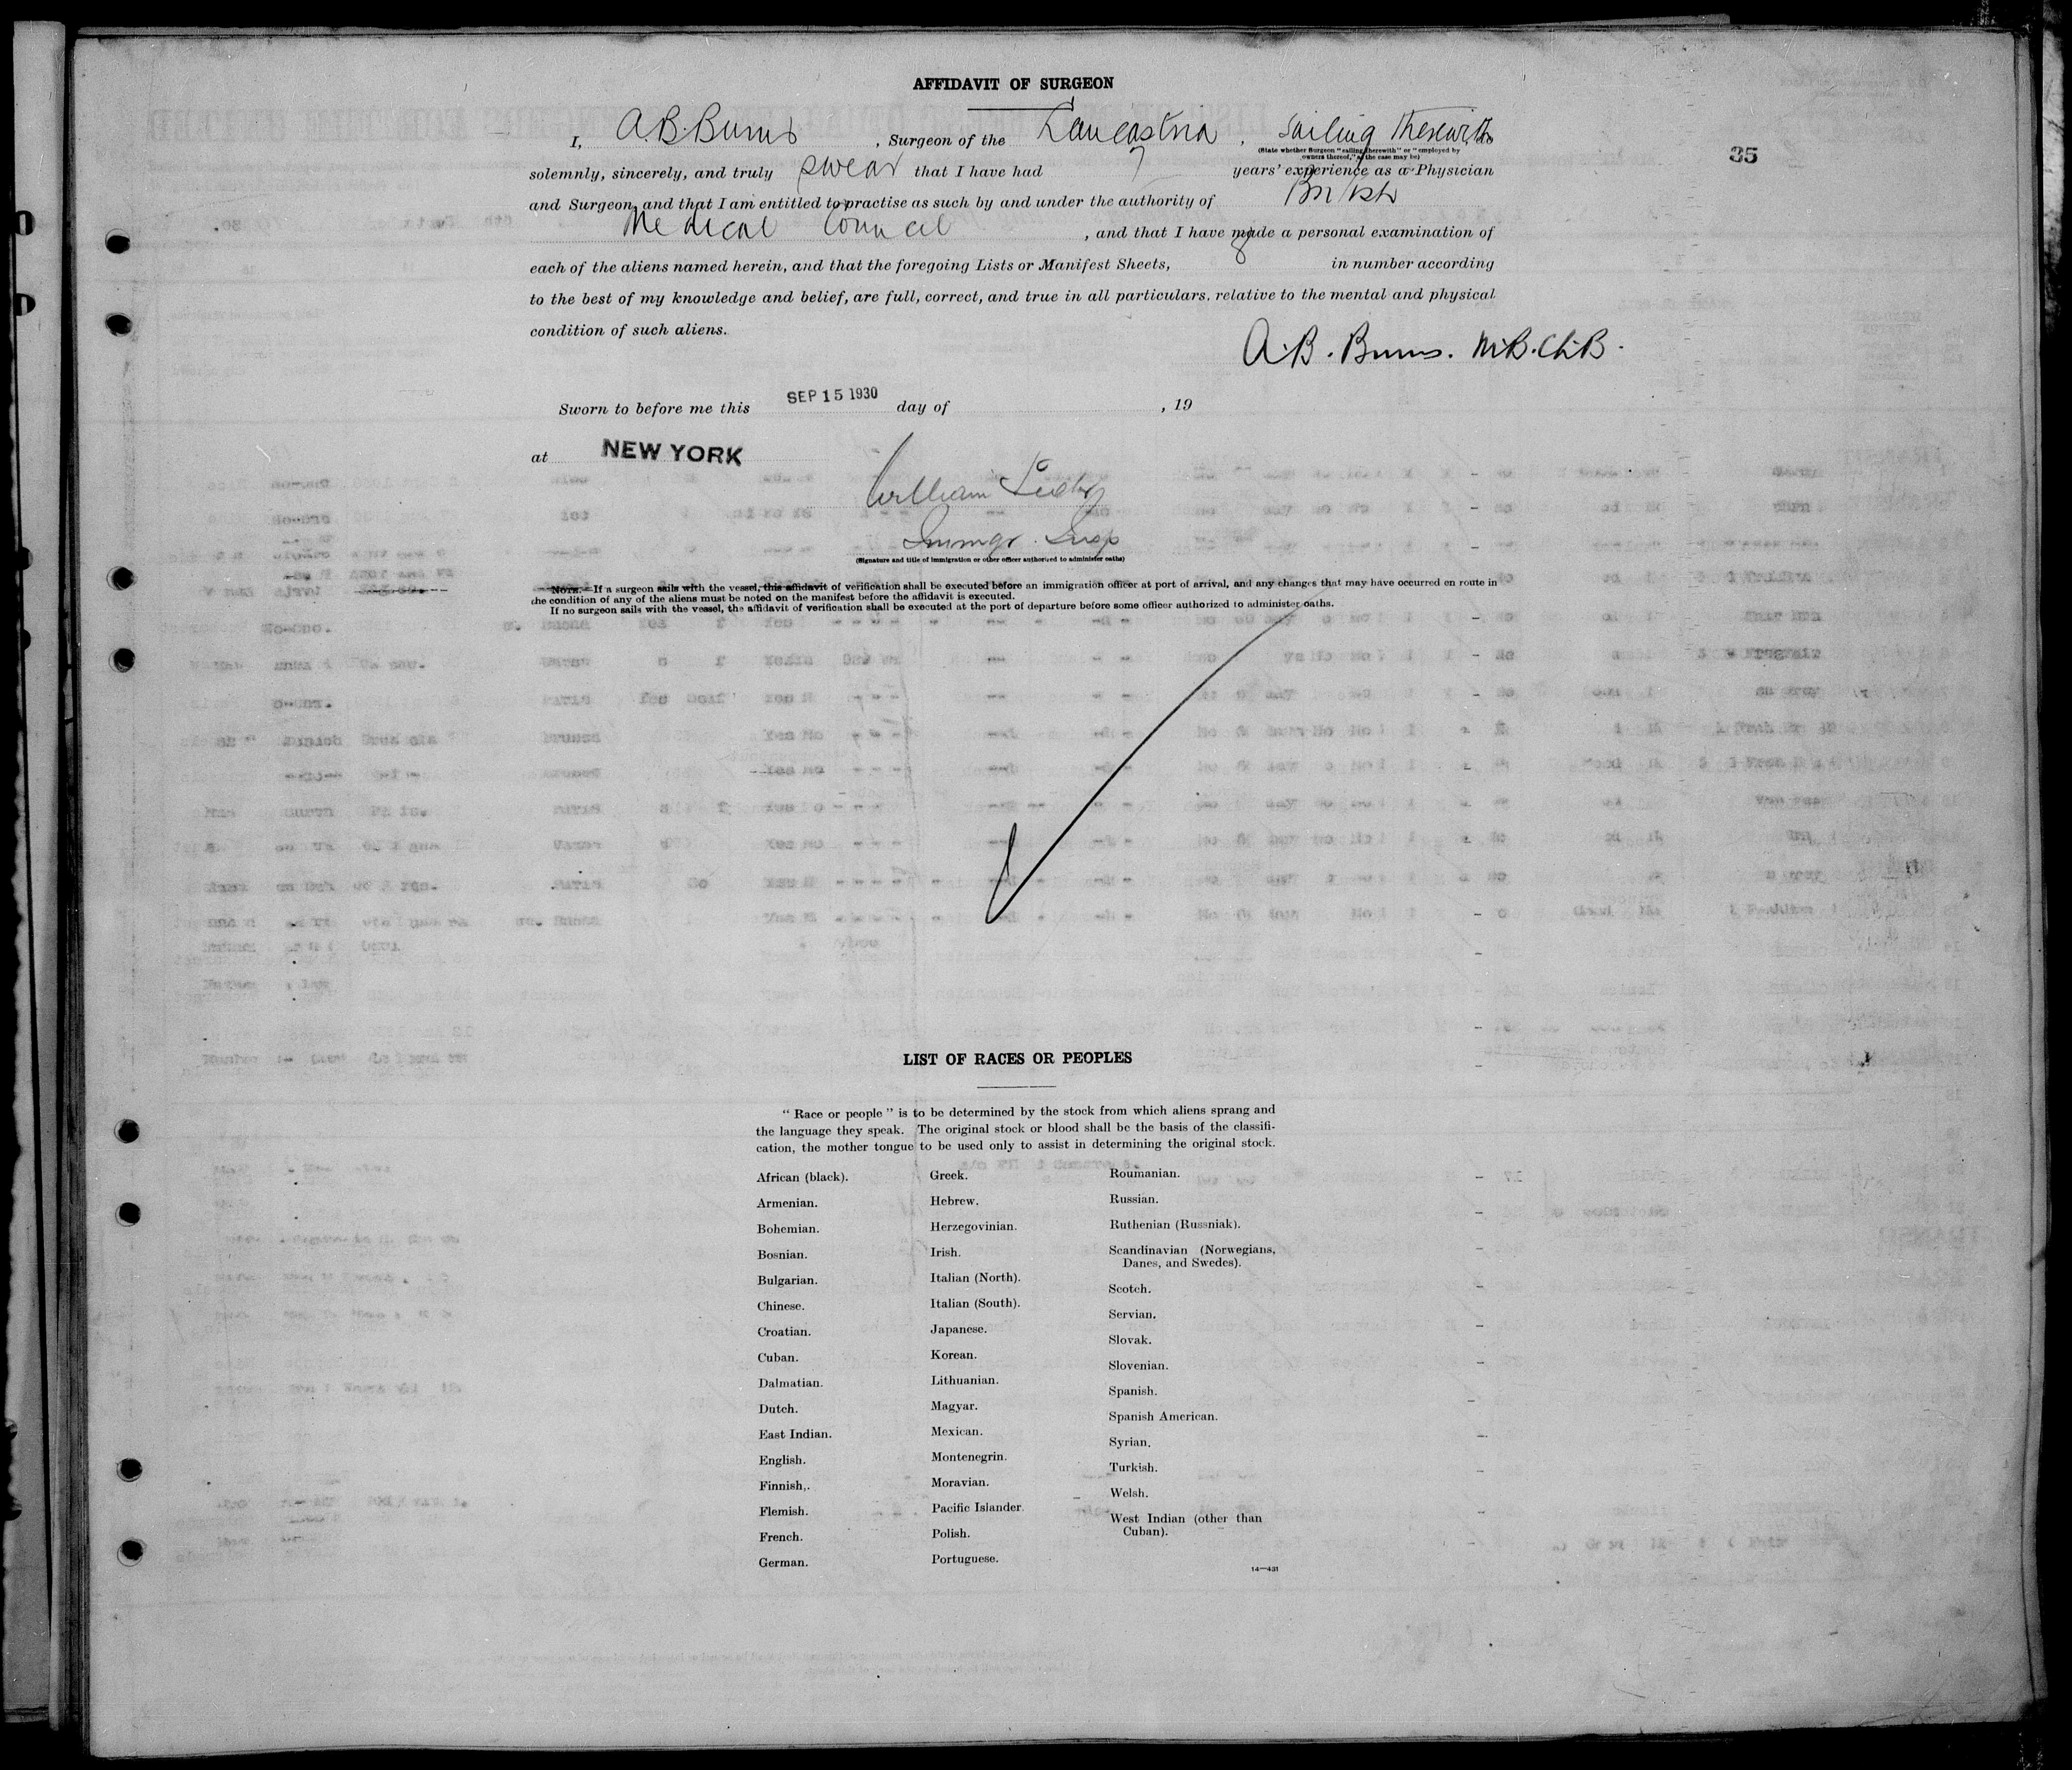 AFFIDAVIT OF SURGEON
I, A.B. Burns, Surgeon of the Lancastria, Sailing therewith, do
(State whether Surgeon "sailing therewith" or "employed by
owners thereof," as the case may be)
35
solemnly, sincerely, and truly swear that I have had 7 years' experience as a Physician
and Surgeon and that I am entitled to practise as such by and under the authority of British
Medical Council, and that I have made a personal examination of
each of the aliens named herein, and that the foregoing Lists or Manifest Sheets, 8 in number according
to the best of my knowledge and belief, are full, correct, and true in all particulars, relative to the mental and physical
condition of such aliens.
A.B. Burns. M.B. Ch.B.
Sworn to before me this SEP 15 1930 day of , 19
at NEW YORK
William
Immgr. Insp
(Signature and title of immigration or other officer authorized to administer oaths)
NOTE.—If a surgeon sails with the vessel, this affidavit of verification shall be executed before an immigration officer at port of arrival, and any changes that may have occurred en route in
the condition of any of the aliens must be noted on the manifest before the affidavit is executed.
If no surgeon sails with the vessel, the affidavit of verification shall be executed at the port of departure before some officer authorized to administer oaths.
LIST OF RACES OR PEOPLES
"Race or people" is to be determined by the stock from which aliens sprang and
the language they speak. The original stock or blood shall be the basis of the classifi-
cation, the mother tongue to be used only to assist in determining the original stock.
African (black).
Armenian.
Bohemian.
Bosnian.
Bulgarian.
Chinese.
Croatian.
Cuban.
Dalmatian.
Dutch.
East Indian.
English.
Finnish.
Flemish.
French.
German.
Greek.
Hebrew.
Herzegovinian.
Irish.
Italian (North).
Italian (South).
Japanese.
Korean.
Lithuanian.
Magyar.
Mexican.
Montenegrin.
Moravian.
Pacific Islander.
Polish.
Portuguese.
Roumanian.
Russian.
Ruthenian (Russniak).
Scandinavian (Norwegians,
Danes, and Swedes).
Scotch.
Servian.
Slovak.
Slovenian.
Spanish.
Spanish American.
Syrian.
Turkish.
Welsh.
West Indian (other than
Cuban).
14—431